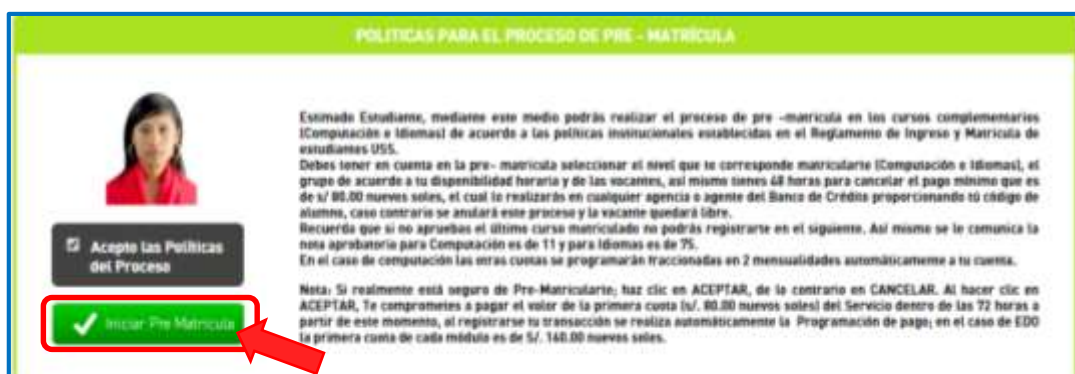 POLITICAS PARA EL PROCESO DE PRE - MATRÍCULA
Estimado Estudiante, mediante este medio podrás realizar el proceso de pre -matricula en los cursos complementarios
(Computación e Idiomas) de acuerdo a las políticas institucionales establecidas en el Reglamento de Ingreso y Matricula de
estudiantes USS.
Debes tener en cuenta en la pre- matricula seleccionar el nivel que te corresponde matricularte (Computación e Idiomas), el
grupo de acuerdo a tu disponibilidad horaria y de las vacantes, así mismo tienes 48 horas para cancelar el pago mínimo que es
de s/ 80.00 nuevos soles, el cual lo realizarás en cualquier agencia o agente del Banco de Crédito proporcionando tú código de
alumno, caso contrario se anulará este proceso y la vacante quedará libre.
Recuerda que si no apruebas el último curso matriculado no podrás registrarte en el siguiente. Así mismo se le comunica la
nota aprobatoria para Computación es de 11 y para Idiomas es de 75.
En el caso de computación las otras cuotas se programarán fraccionadas en 2 mensualidades automáticamente a tu cuenta.
Nota: Si realmente está seguro de Pre-Matricularte; haz clic en ACEPTAR, de lo contrario en CANCELAR. Al hacer clic en
ACEPTAR, Te comprometes a pagar el valor de la primera cuota (s/. 80.00 nuevos soles) del Servicio dentro de las 72 horas a
partir de este momento, al registrarse tu transacción se realiza automáticamente la Programación de pago; en el caso de EDO
la primera cuota de cada módulo es de S/. 160.00 nuevos soles.
Acepto las Políticas
del Proceso
Iniciar Pre Matricula